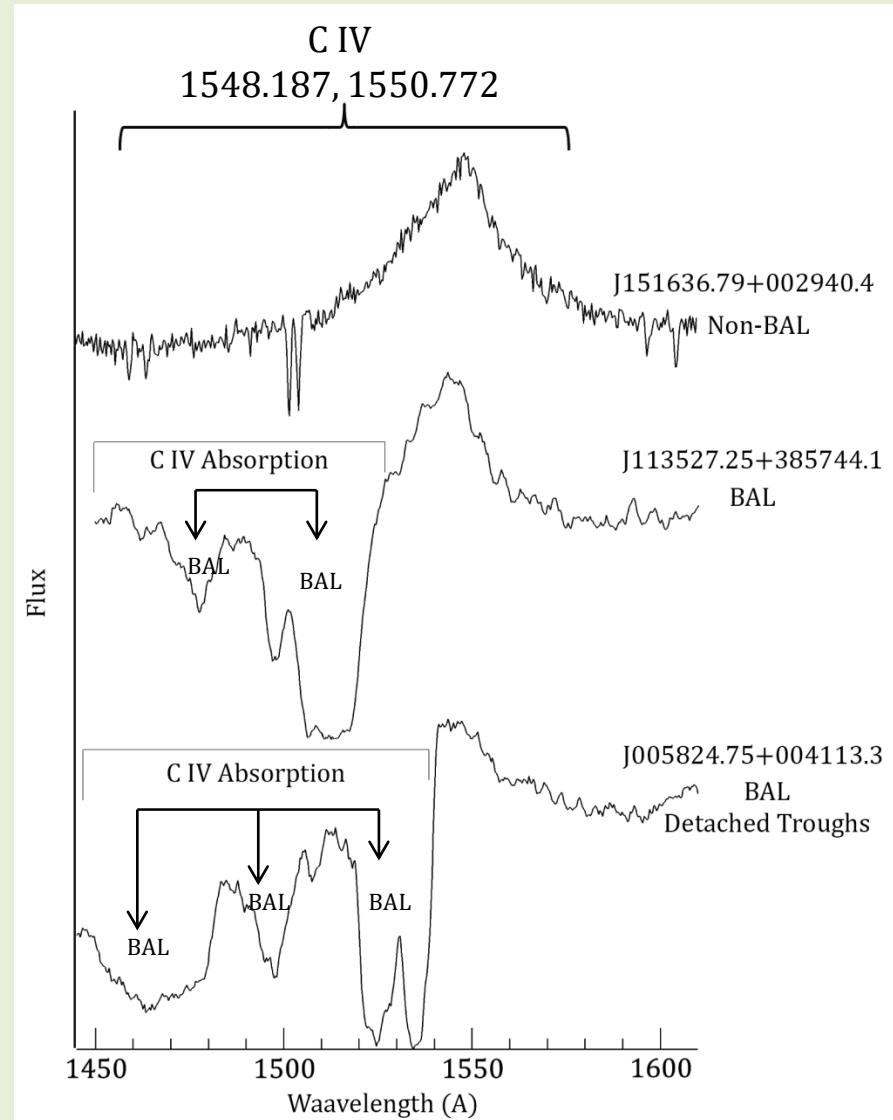 C IV
1548.187, 1550.772
J151636.79+002940.4
Non-BAL
C IV Absorption
J113527.25+385744.1
BAL
BAL
BAL
Flux
C IV Absorption
J005824.75+004113.3
BAL
Detached Troughs
BAL
BAL
BAL
1450
1500
1550
1600
Waavelength (A)